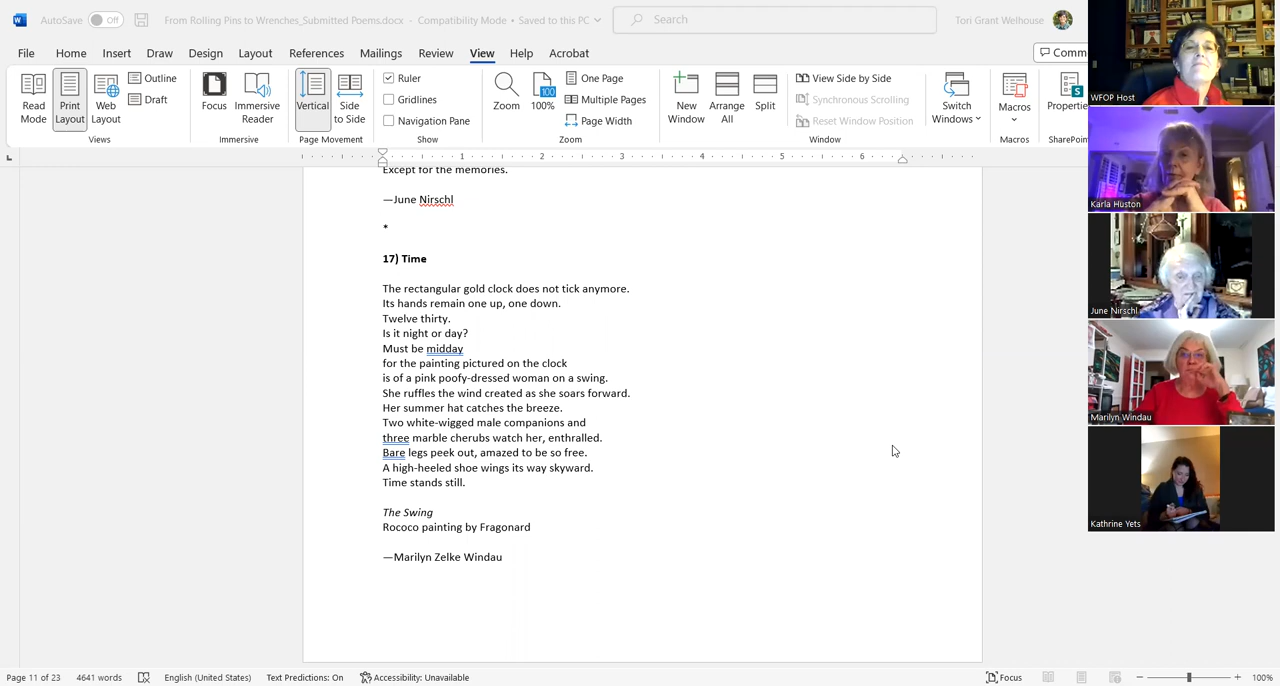 AutoSave Off From Rolling Pins to Wrenches_Submitted Poems.docx - Compatibility Mode • Saved to this PC Search Tori Grant Welhouse
File Home Insert Draw Design Layout References Mailings Review View Help Acrobat Comm
Read Mode
Print Layout
Web Layout
Outline
Draft
Views
Focus
Immersive Reader
Immersive
Vertical
Side to Side
Page Movement
Ruler
Gridlines
Navigation Pane
Show
Zoom
100
100%
One Page
Multiple Pages
Page Width
Zoom
New Window
Arrange All
Split
View Side by Side
Synchronous Scrolling
Reset Window Position
Window
Switch Windows
Macros
Macros
Properties
SharePoint
1 2 3 4 5 6
Except for the memories.
—June Nirschl
*
17) Time
The rectangular gold clock does not tick anymore.
Its hands remain one up, one down.
Twelve thirty.
Is it night or day?
Must be midday
for the painting pictured on the clock
is of a pink poofy-dressed woman on a swing.
She ruffles the wind created as she soars forward.
Her summer hat catches the breeze.
Two white-wigged male companions and
three marble cherubs watch her, enthralled.
Bare legs peek out, amazed to be so free.
A high-heeled shoe wings its way skyward.
Time stands still.
The Swing
Rococo painting by Fragonard
—Marilyn Zelke Windau
WFOP Host
Karla Huston
June Nirschl
Marilyn Windau
Kathrine Yets
Page 11 of 23 4641 words English (United States) Text Predictions: On Accessibility: Unavailable Focus 100%